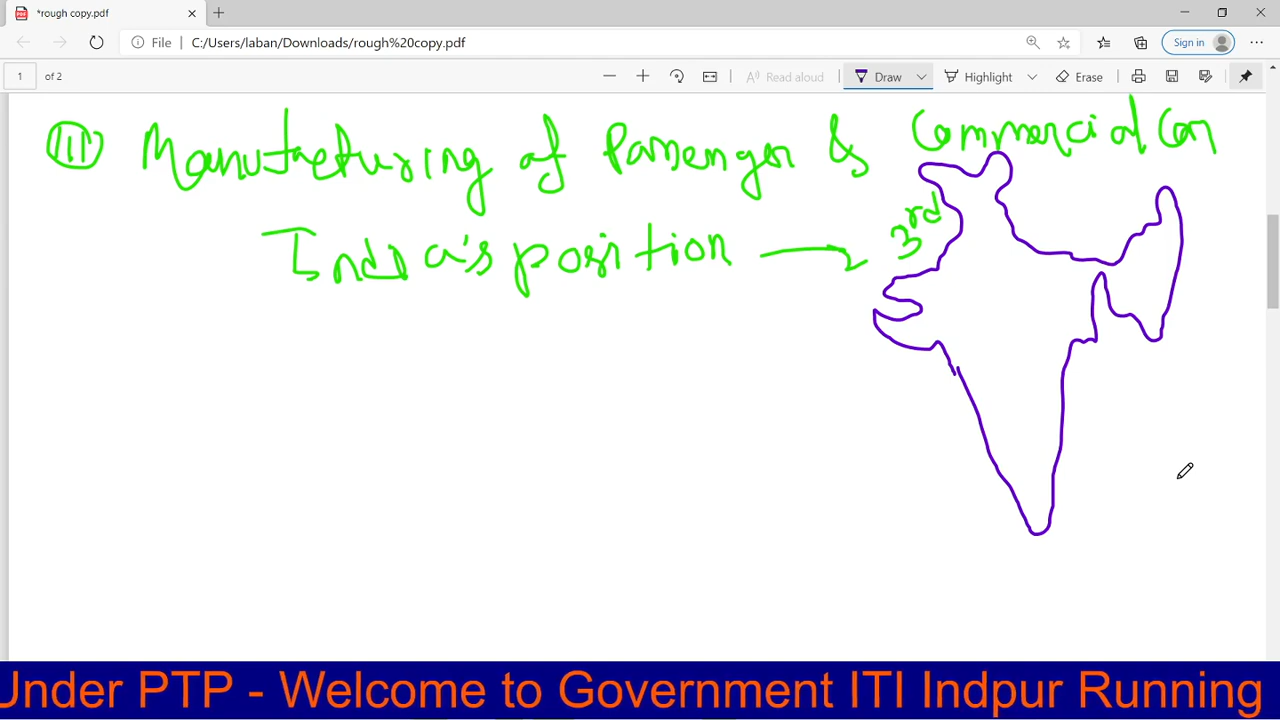 *rough copy.pdf
File C:/Users/laban/Downloads/rough%20copy.pdf Sign in
1 of 2 Read aloud Draw Highlight Erase
III Manufacturing of Passenger & Commercial Car
India's position → 3rd
Under PTP - Welcome to Government ITI Indpur Running